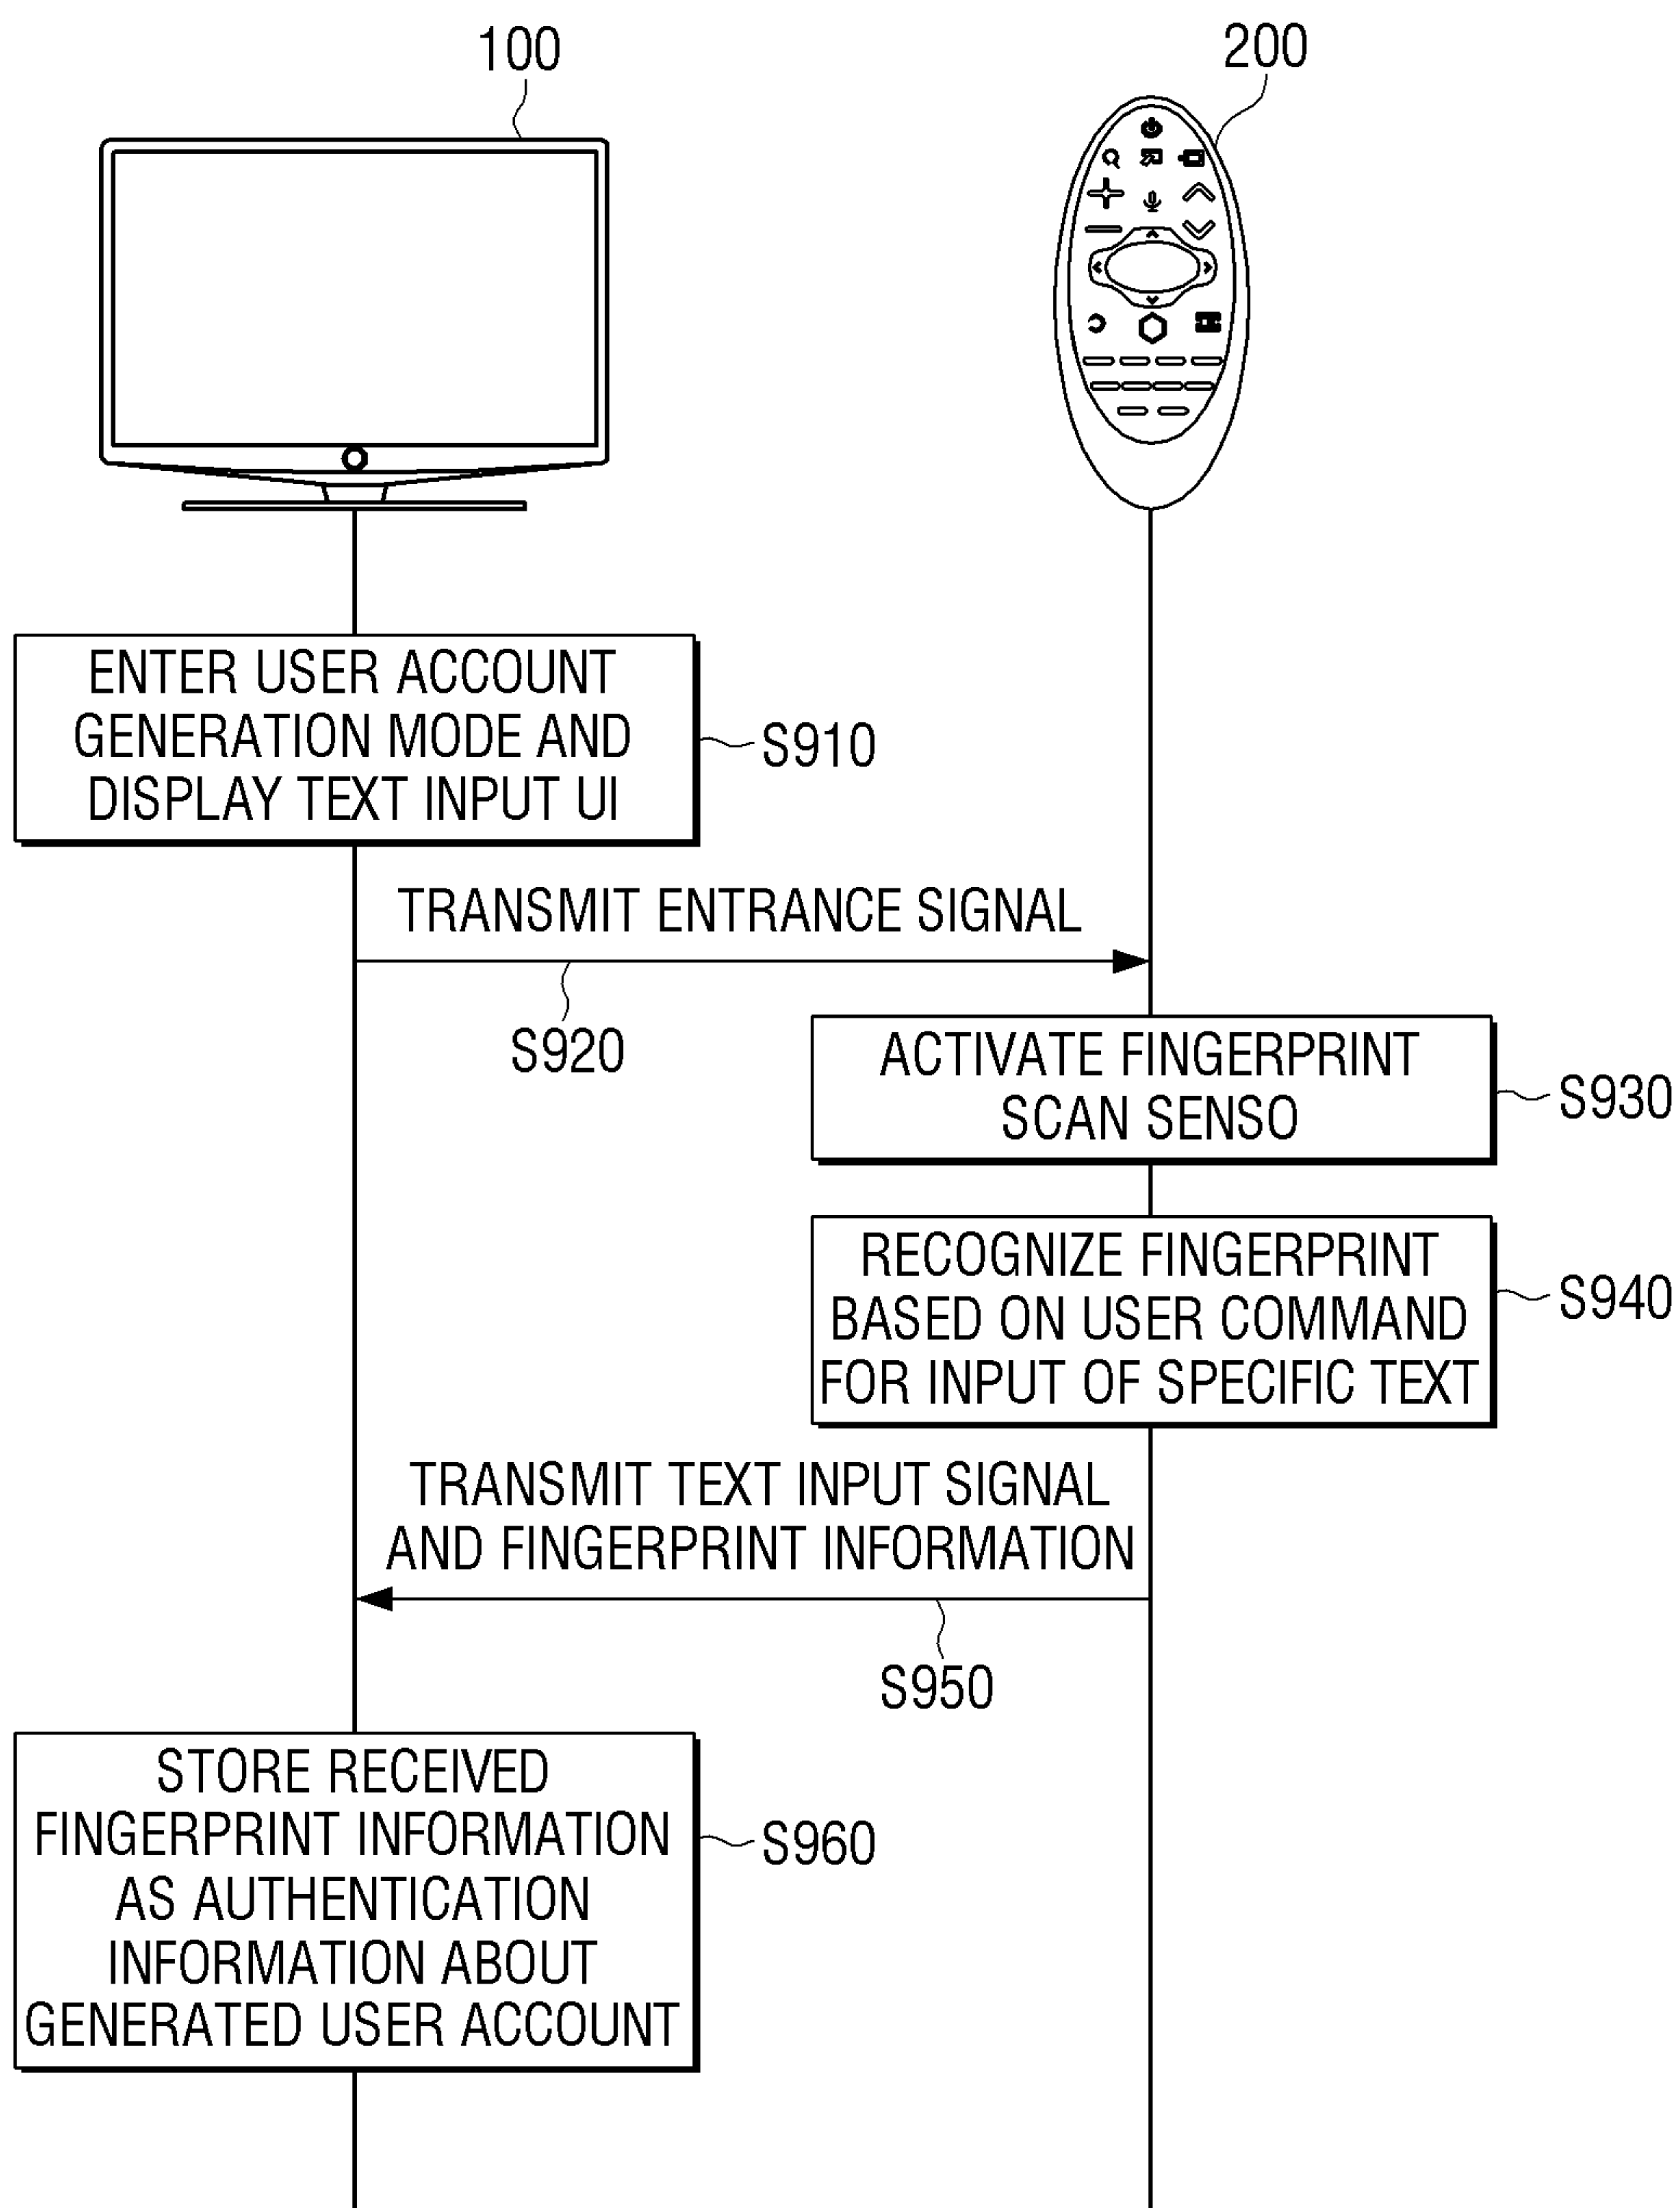 100
200
ENTER USER ACCOUNT
GENERATION MODE AND
DISPLAY TEXT INPUT UI
S910
TRANSMIT ENTRANCE SIGNAL
S920
ACTIVATE FINGERPRINT
SCAN SENSO
S930
RECOGNIZE FINGERPRINT
BASED ON USER COMMAND
FOR INPUT OF SPECIFIC TEXT
S940
TRANSMIT TEXT INPUT SIGNAL
AND FINGERPRINT INFORMATION
S950
STORE RECEIVED
FINGERPRINT INFORMATION
AS AUTHENTICATION
INFORMATION ABOUT
GENERATED USER ACCOUNT
S960